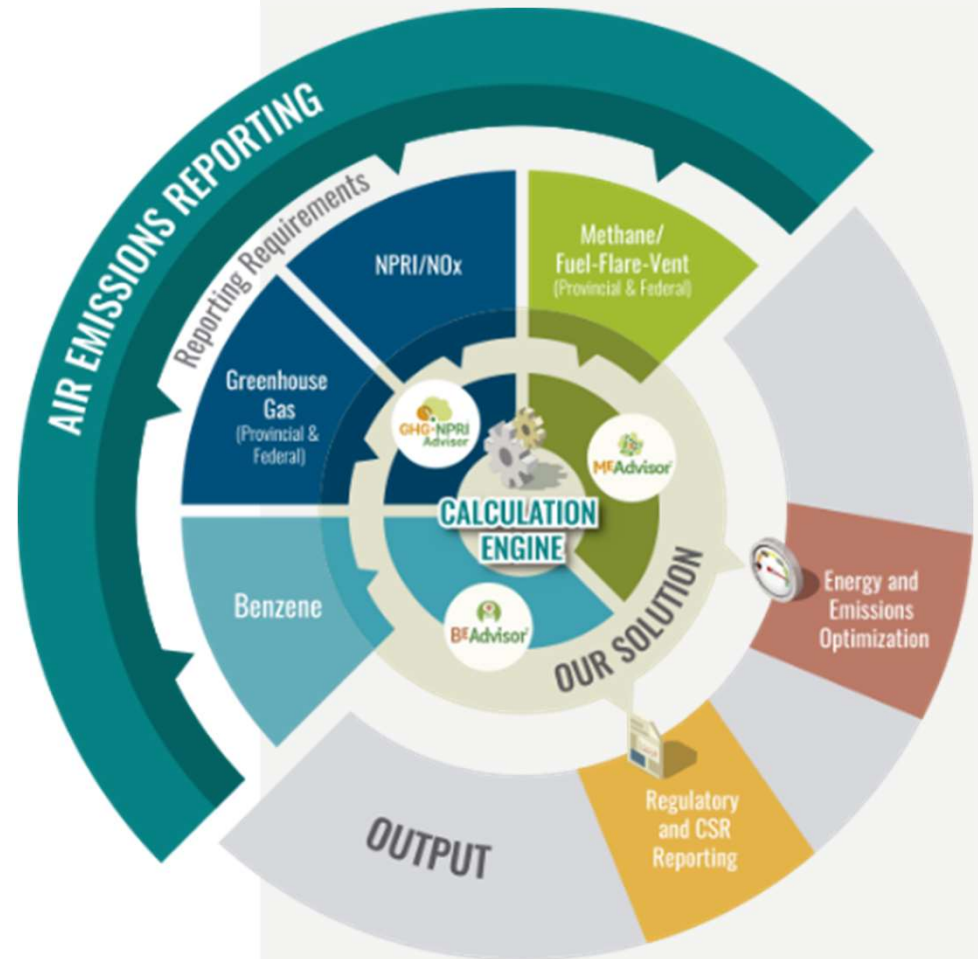 AIR EMISSIONS REPORTING
Reporting Requirements
NPRI/NOx
Methane/
Fuel-Flare-Vent
(Provincial & Federal)
Greenhouse
Gas
(Provincial &
Federal)
GHG-NPRI
Advisor
MEAdvisor
CALCULATION
ENGINE
Benzene
BEAdvisor
OUR SOLUTION
Energy and
Emissions
Optimization
Regulatory
and CSR
Reporting
OUTPUT